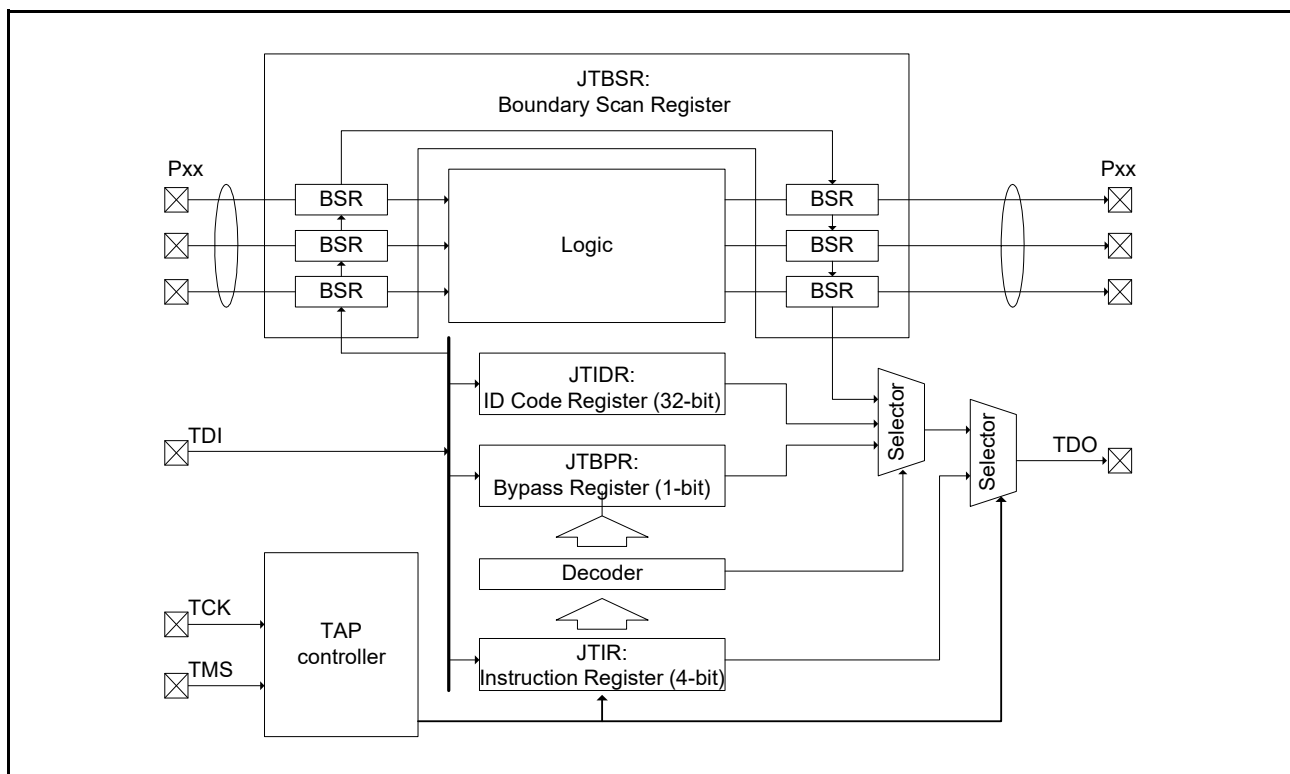 JTBSR:
Boundary Scan Register
Pxx
Pxx
BSR
BSR
BSR
BSR
BSR
BSR
Logic
JTIDR:
ID Code Register (32-bit)
TDI
JTBPR:
Bypass Register (1-bit)
Selector
Selector
TDO
Decoder
TCK
TMS
TAP
controller
JTIR:
Instruction Register (4-bit)